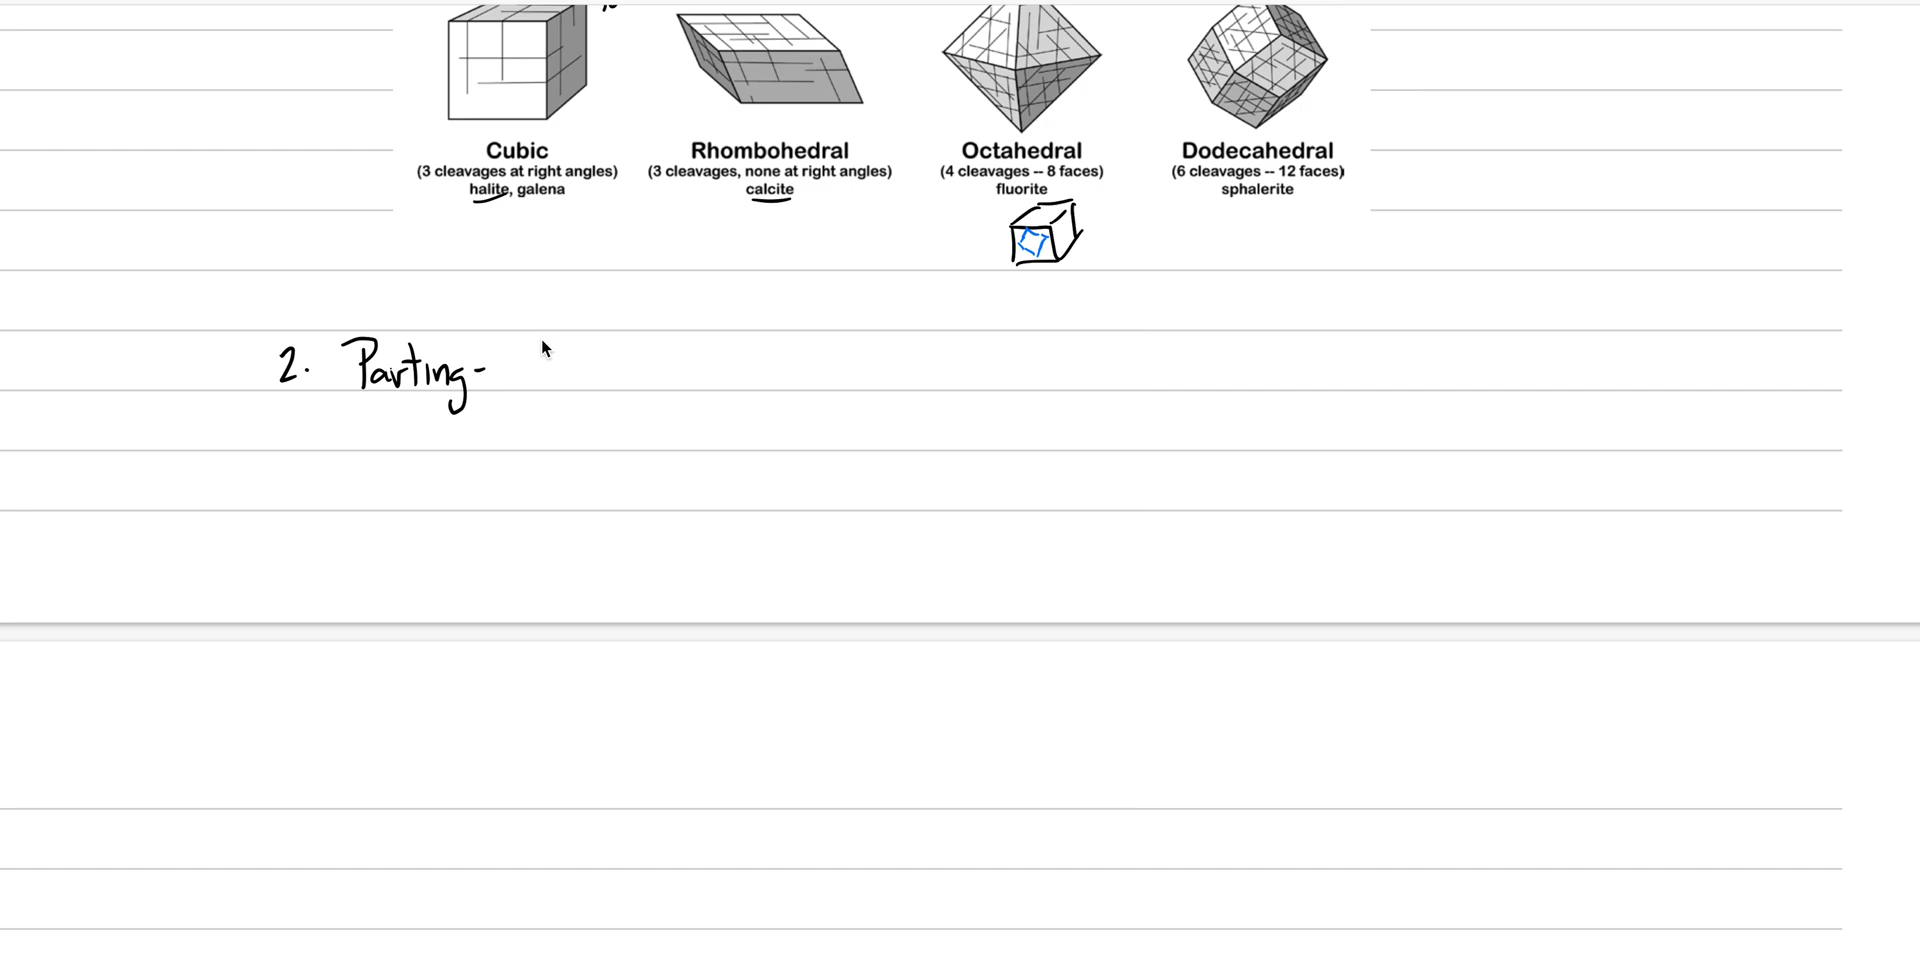 Cubic
(3 cleavages at right angles)
halite, galena
Rhombohedral
(3 cleavages, none at right angles)
calcite
Octahedral
(4 cleavages -- 8 faces)
fluorite
Dodecahedral
(6 cleavages -- 12 faces)
sphalerite
2. Parting-